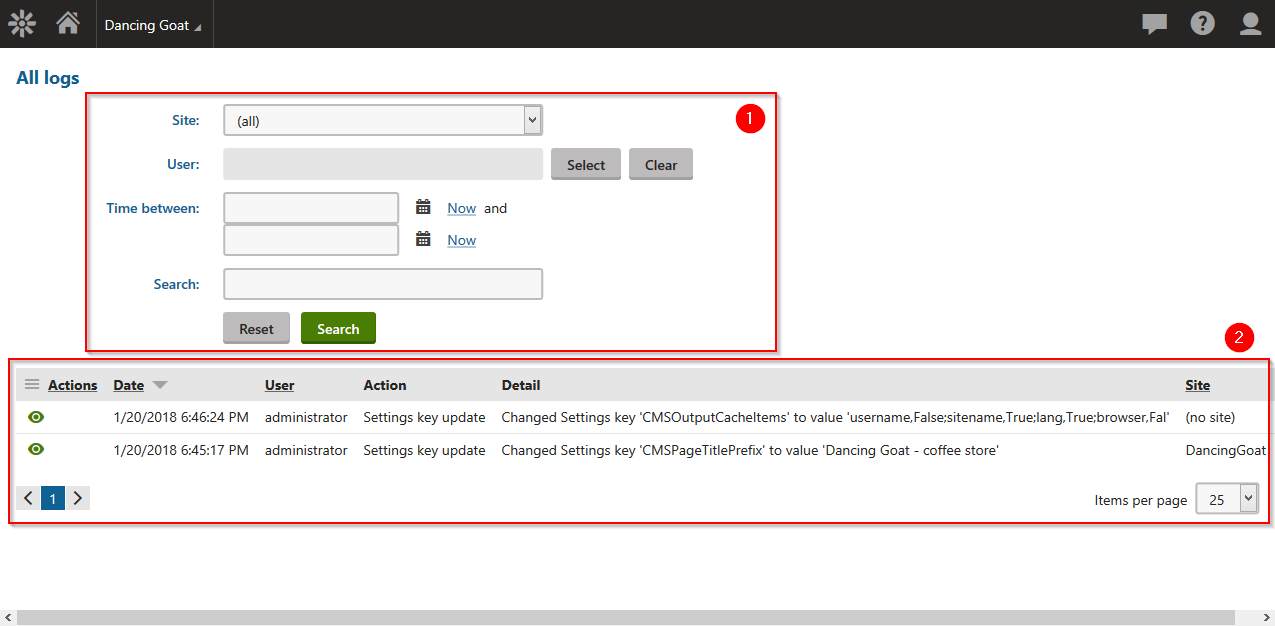 Dancing Goat
All logs
1
Site: (all)
User: Select Clear
Time between: Now and
Now
Search:
Reset Search
2
Actions Date User Action Detail Site
1/20/2018 6:46:24 PM administrator Settings key update Changed Settings key 'CMSOutputCacheItems' to value 'username,False;sitename,True;lang,True;browser,Fal' (no site)
1/20/2018 6:45:17 PM administrator Settings key update Changed Settings key 'CMSPageTitlePrefix' to value 'Dancing Goat - coffee store' DancingGoat
1 Items per page 25